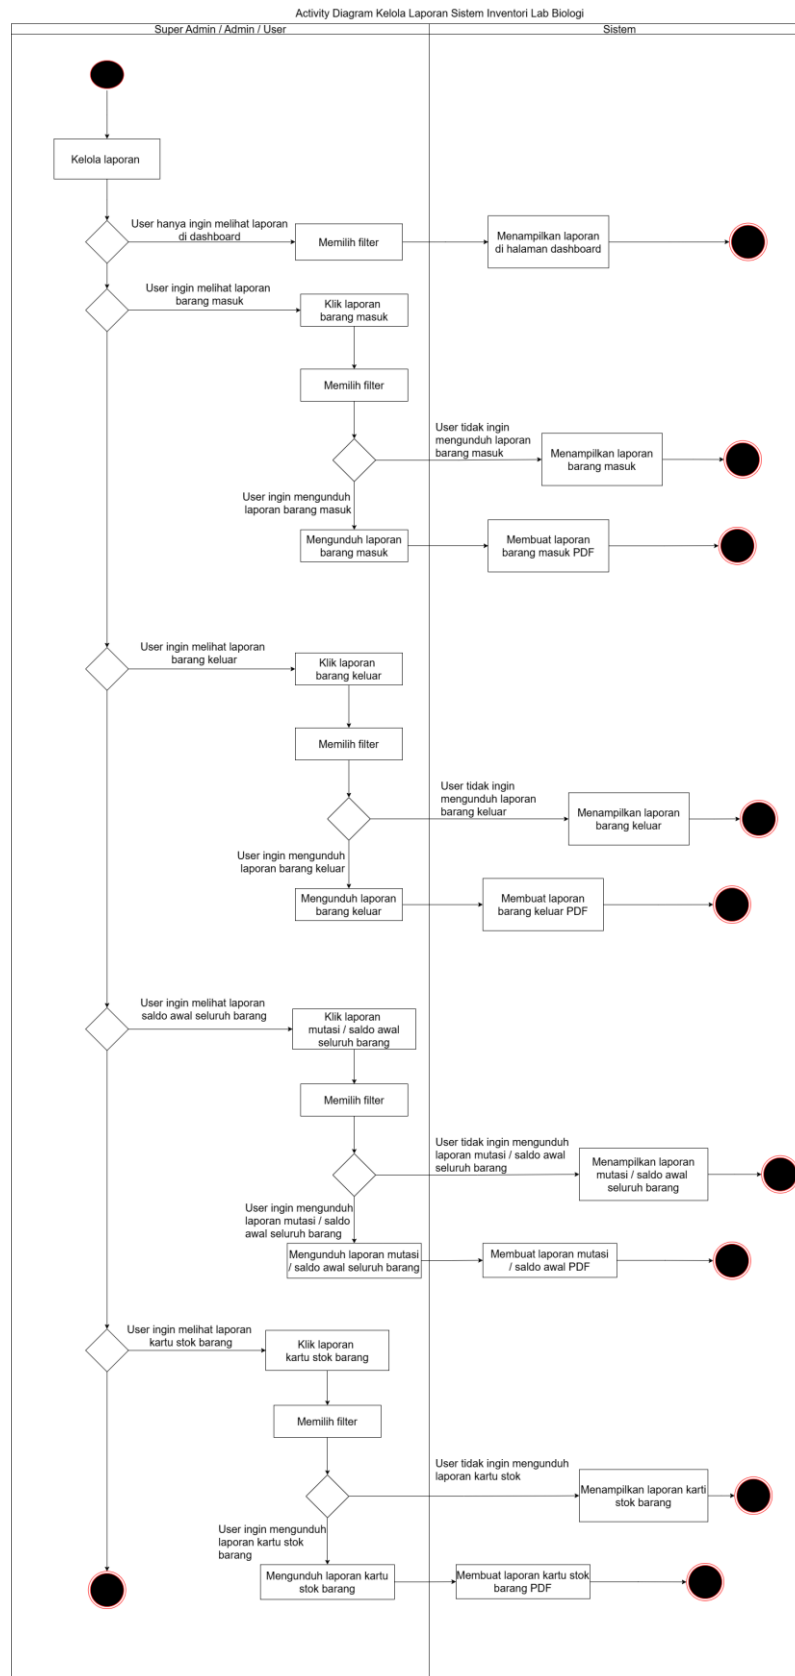 Activity Diagram Kelola Laporan Sistem Inventori Lab Biologi
Super Admin / Admin / User
Sistem
Kelola laporan
User hanya ingin melihat laporan
di dashboard
Memilih filter
Menampilkan laporan
di halaman dashboard
User ingin melihat laporan
barang masuk
Klik laporan
barang masuk
Memilih filter
User tidak ingin
mengunduh laporan
barang masuk
Menampilkan laporan
barang masuk
User ingin mengunduh
laporan barang masuk
Mengunduh laporan
barang masuk
Membuat laporan
barang masuk PDF
User ingin melihat laporan
barang keluar
Klik laporan
barang keluar
Memilih filter
User tidak ingin
mengunduh laporan
barang keluar
Menampilkan laporan
barang keluar
User ingin mengunduh
laporan barang keluar
Mengunduh laporan
barang keluar
Membuat laporan
barang keluar PDF
User ingin melihat laporan
saldo awal seluruh barang
Klik laporan
mutasi / saldo awal
seluruh barang
Memilih filter
User tidak ingin mengunduh
laporan mutasi / saldo awal
seluruh barang
Menampilkan laporan
mutasi / saldo awal
seluruh barang
User ingin mengunduh
laporan mutasi / saldo
awal seluruh barang
Mengunduh laporan mutasi
/ saldo awal seluruh barang
Membuat laporan mutasi
/ saldo awal PDF
User ingin melihat laporan
kartu stok barang
Klik laporan
kartu stok barang
Memilih filter
User tidak ingin mengunduh
laporan kartu stok
Menampilkan laporan karti
stok barang
User ingin mengunduh
laporan kartu stok
barang
Mengunduh laporan kartu
stok barang
Membuat laporan kartu stok
barang PDF